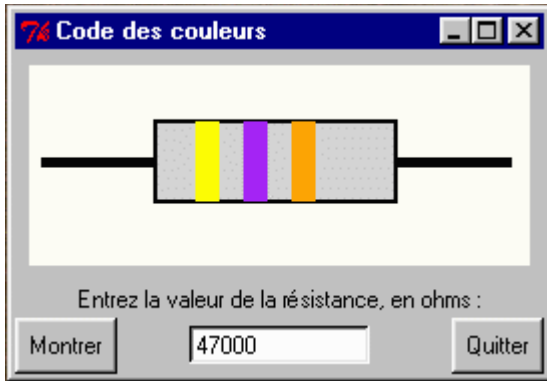 Code des couleurs
Entrez la valeur de la résistance, en ohms :
Montrer
47000
Quitter